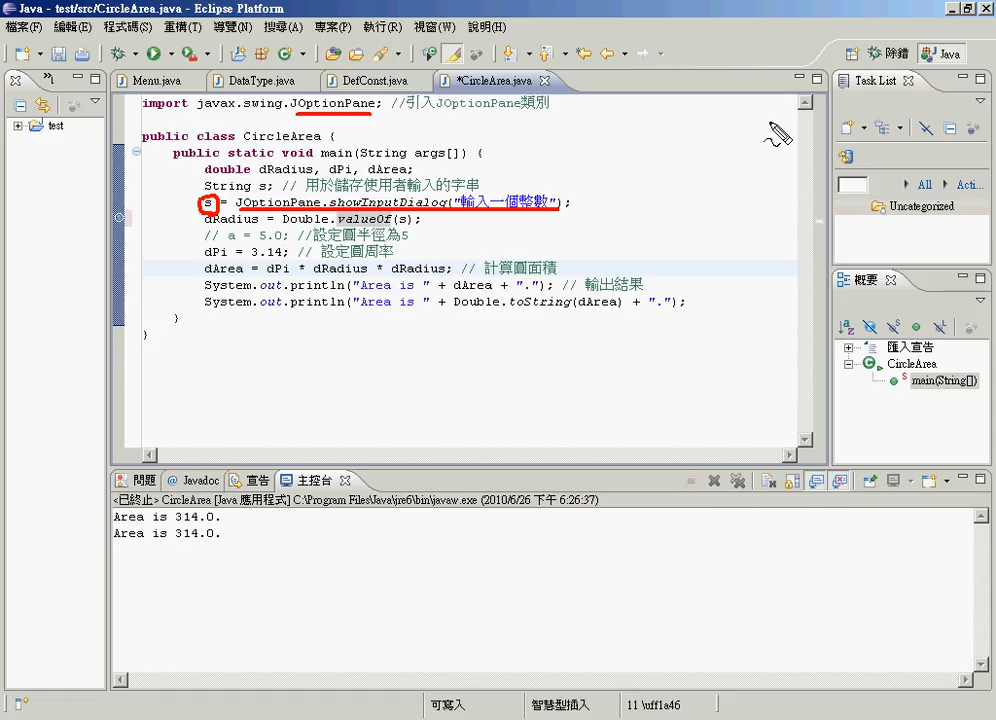 Java - test/src/CircleArea.java - Eclipse Platform
檔案(F) 編輯(E) 程式碼(S) 重構(T) 導覽(N) 搜尋(A) 專案(P) 執行(R) 視窗(W) 說明(H)
除錯 Java
Menu.java DataType.java DefConst.java *CircleArea.java
Task List
test
import javax.swing.JOptionPane; //引入JOptionPane類別
public class CircleArea {
public static void main(String args[]) {
double dRadius, dPi, dArea;
String s; // 用於儲存使用者輸入的字串
s = JOptionPane.showInputDialog("輸入一個整數");
dRadius = Double.valueOf(s);
// a = 5.0; //設定圓半徑為5
dPi = 3.14; // 設定圓周率
dArea = dPi * dRadius * dRadius; // 計算圓面積
System.out.println("Area is " + dArea + "."); // 輸出結果
System.out.println("Area is " + Double.toString(dArea) + ".");
}
}
All Acti...
Uncategorized
概要
匯入宣告
CircleArea
main(String[])
問題 Javadoc 宣告 主控台
<已終止> CircleArea [Java 應用程式] C:\Program Files\Java\jre6\bin\javaw.exe (2010/6/26 下午 6:26:37)
Area is 314.0.
Area is 314.0.
可寫入 智慧型插入 11 \uff1a46